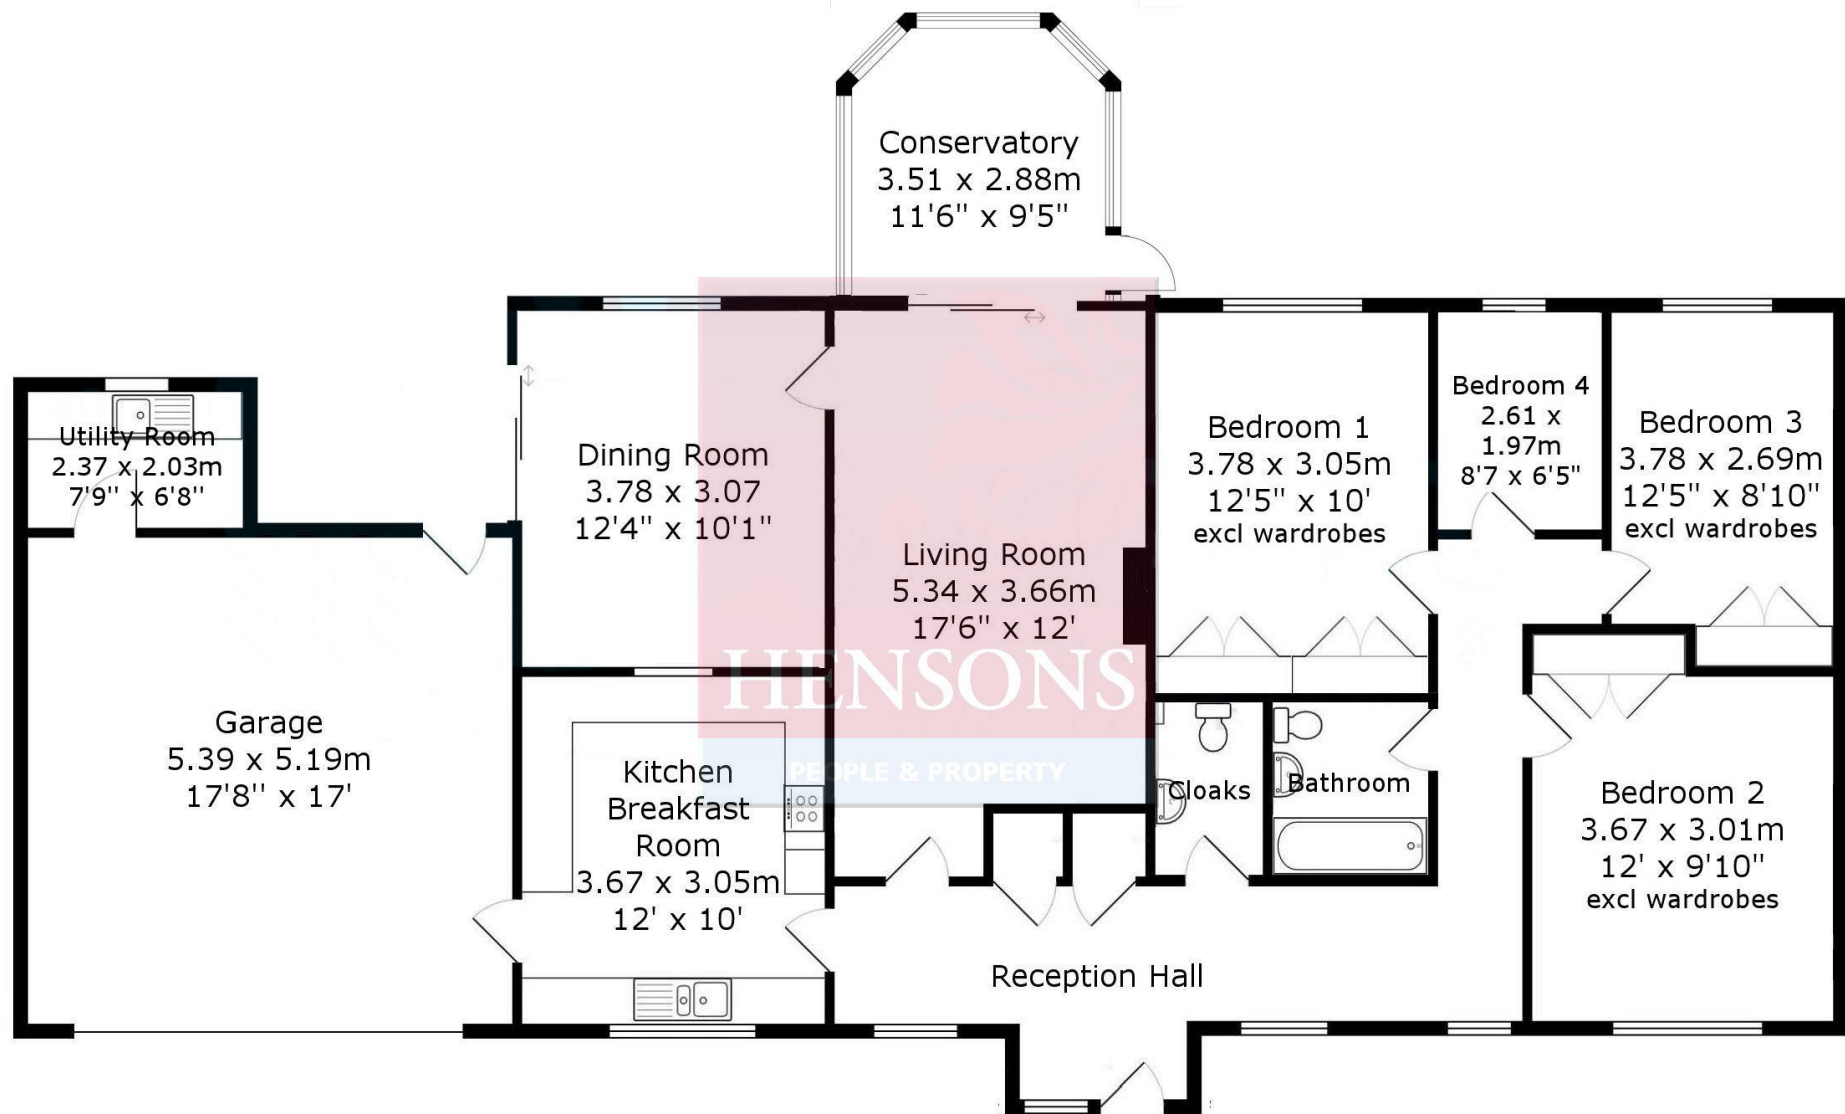 Conservatory
3.51 x 2.88m
11'6" x 9'5"
Utility Room
2.37 x 2.03m
7'9'' x 6'8''
Dining Room
3.78 x 3.07
12'4" x 10'1"
Living Room
5.34 x 3.66m
17'6" x 12'
Bedroom 1
3.78 x 3.05m
12'5" x 10'
excl wardrobes
Bedroom 4
2.61 x
1.97m
8'7 x 6'5"
Bedroom 3
3.78 x 2.69m
12'5" x 8'10"
excl wardrobes
HENSONS
PEOPLE & PROPERTY
Garage
5.39 x 5.19m
17'8'' x 17'
Kitchen
Breakfast
Room
3.67 x 3.05m
12' x 10'
Cloaks
Bathroom
Bedroom 2
3.67 x 3.01m
12' x 9'10"
excl wardrobes
Reception Hall